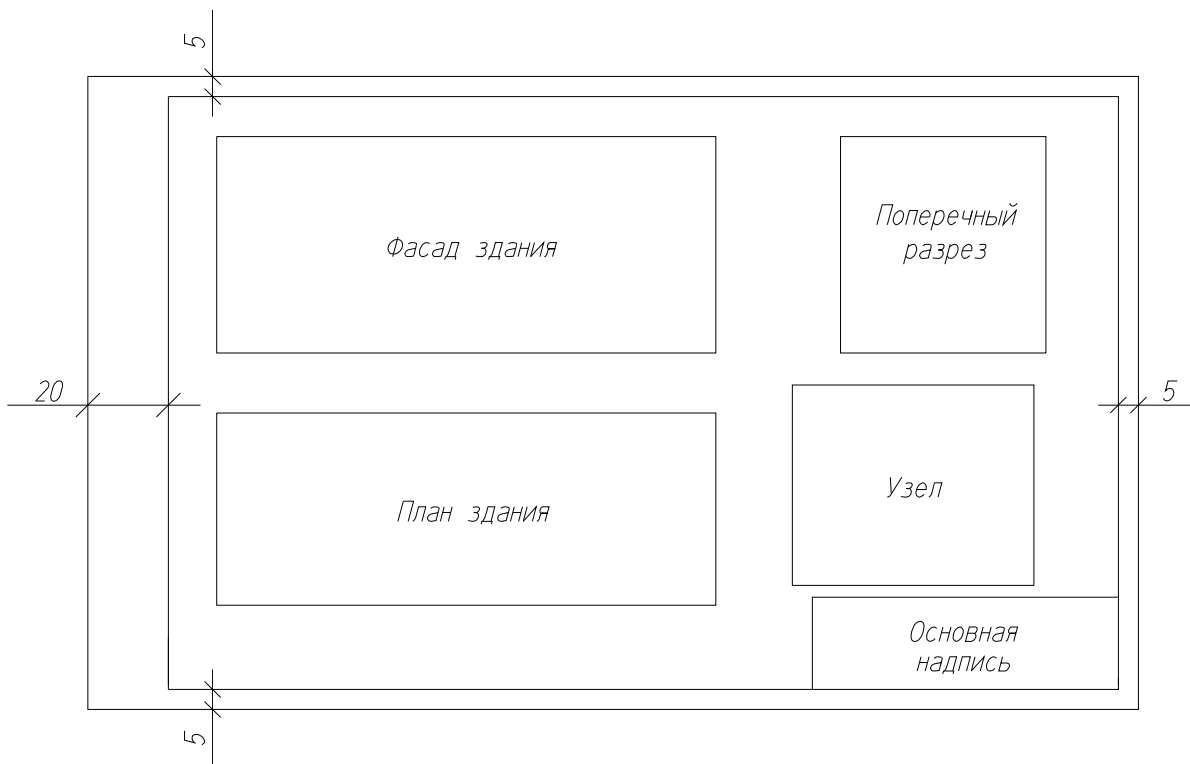 5
Фасад здания
Поперечный
разрез
20
5
План здания
Узел
Основная
надпись
5